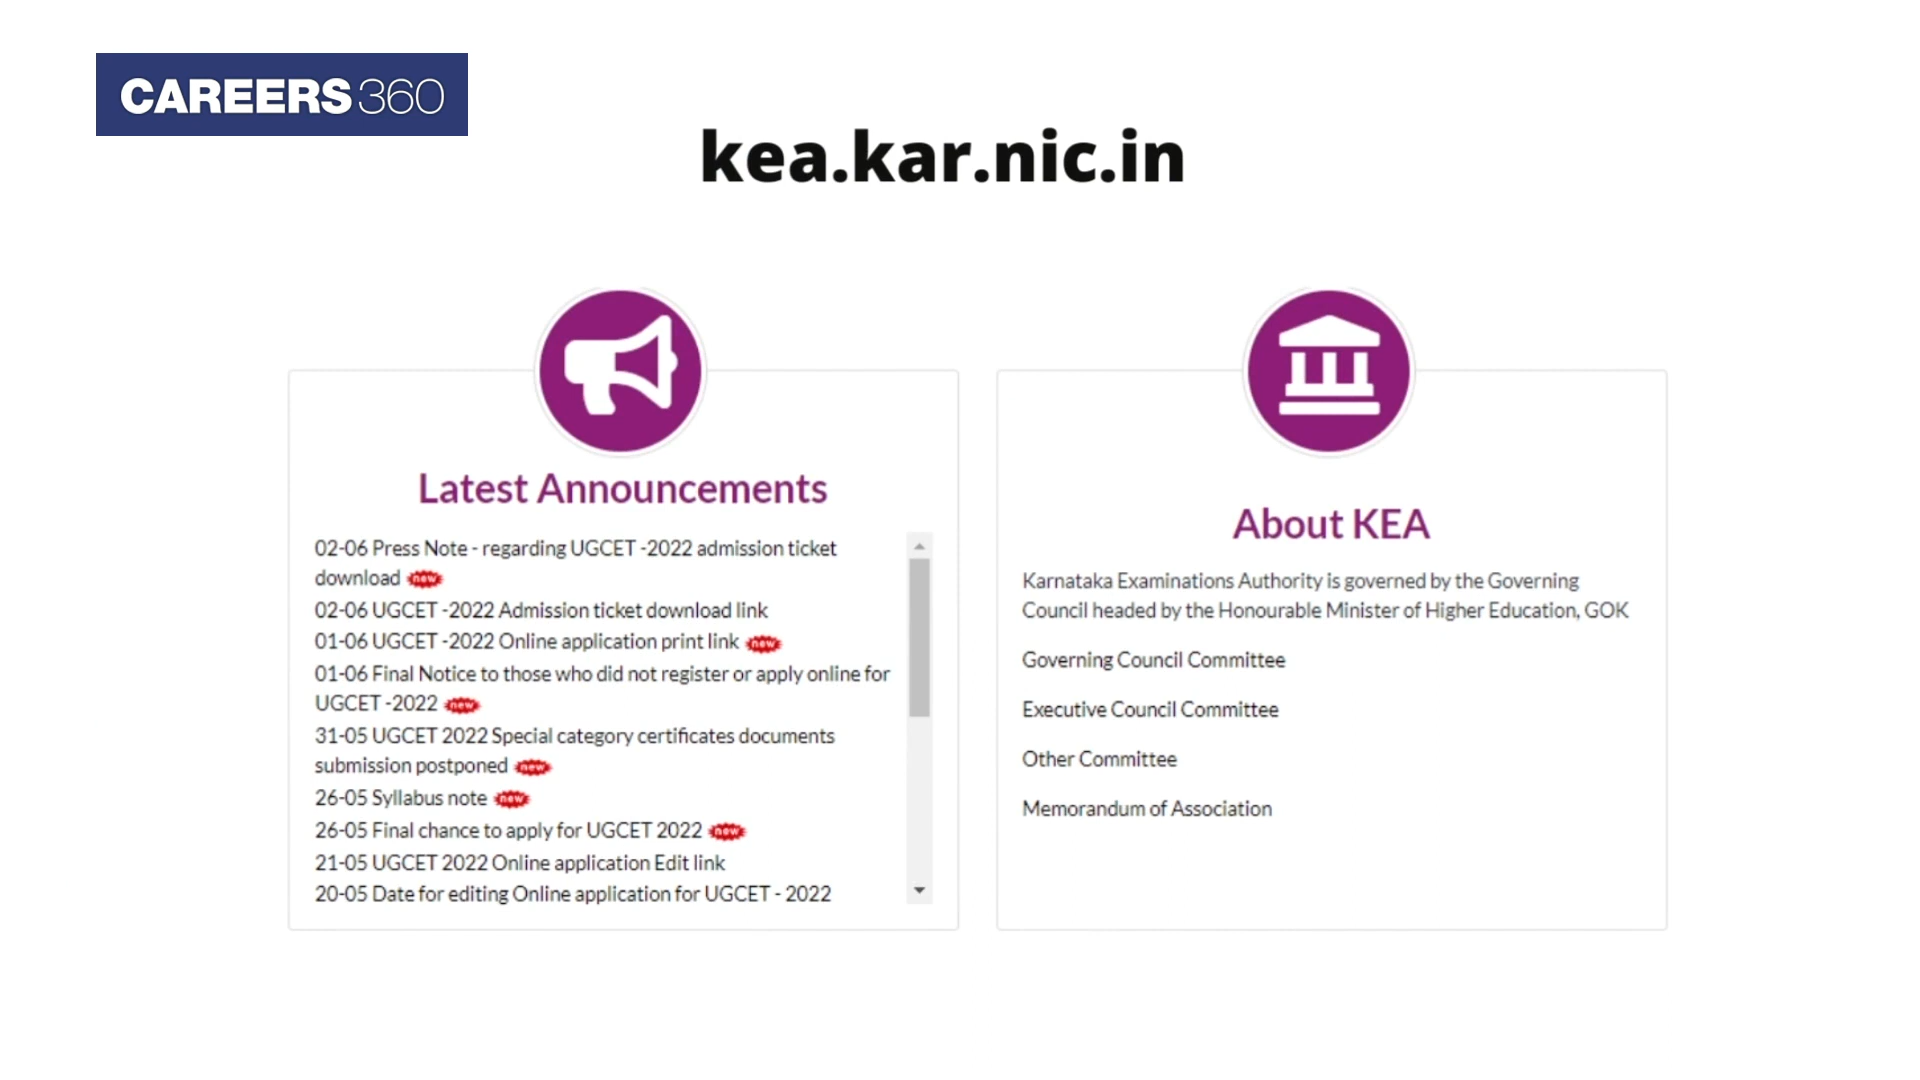 CAREERS360
kea.kar.nic.in
Latest Announcements
02-06 Press Note - regarding UGCET -2022 admission ticket
download new
02-06 UGCET -2022 Admission ticket download link
01-06 UGCET -2022 Online application print link new
01-06 Final Notice to those who did not register or apply online for
UGCET -2022 new
31-05 UGCET 2022 Special category certificates documents
submission postponed new
26-05 Syllabus note new
26-05 Final chance to apply for UGCET 2022 new
21-05 UGCET 2022 Online application Edit link
20-05 Date for editing Online application for UGCET - 2022
About KEA
Karnataka Examinations Authority is governed by the Governing
Council headed by the Honourable Minister of Higher Education, GOK
Governing Council Committee
Executive Council Committee
Other Committee
Memorandum of Association